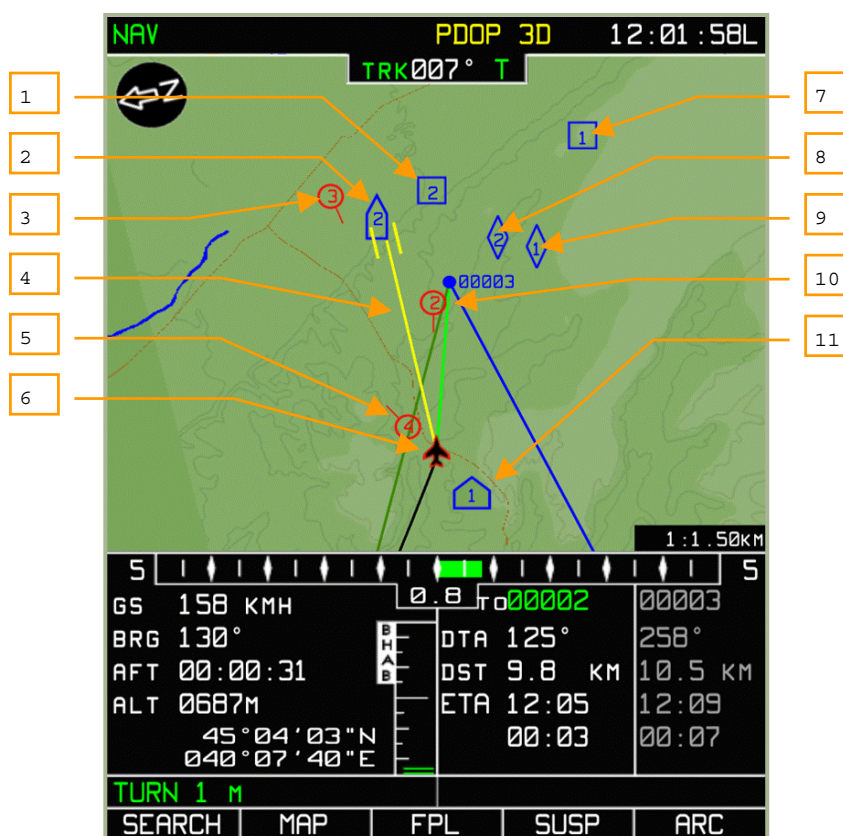 NAV PDOP 3D 12:01:58L
TRK007° T
Z
1
2
3
4
5
6
7
8
9
10
11
1
2
3
2
2
1
00003
2
4
1
1:1.50KM
5 5
0.8
GS 158 KMH
BRG 130°
AFT 00:00:31
ALT 0687M
45°04'03"N
040°07'40"E
B
H
A
B
TO00002 00003
DTA 125° 258°
DST 9.8 KM 10.5 KM
ETA 12:05 12:09
00:03 00:07
TURN 1 M
SEARCH MAP FPL SUSP ARC